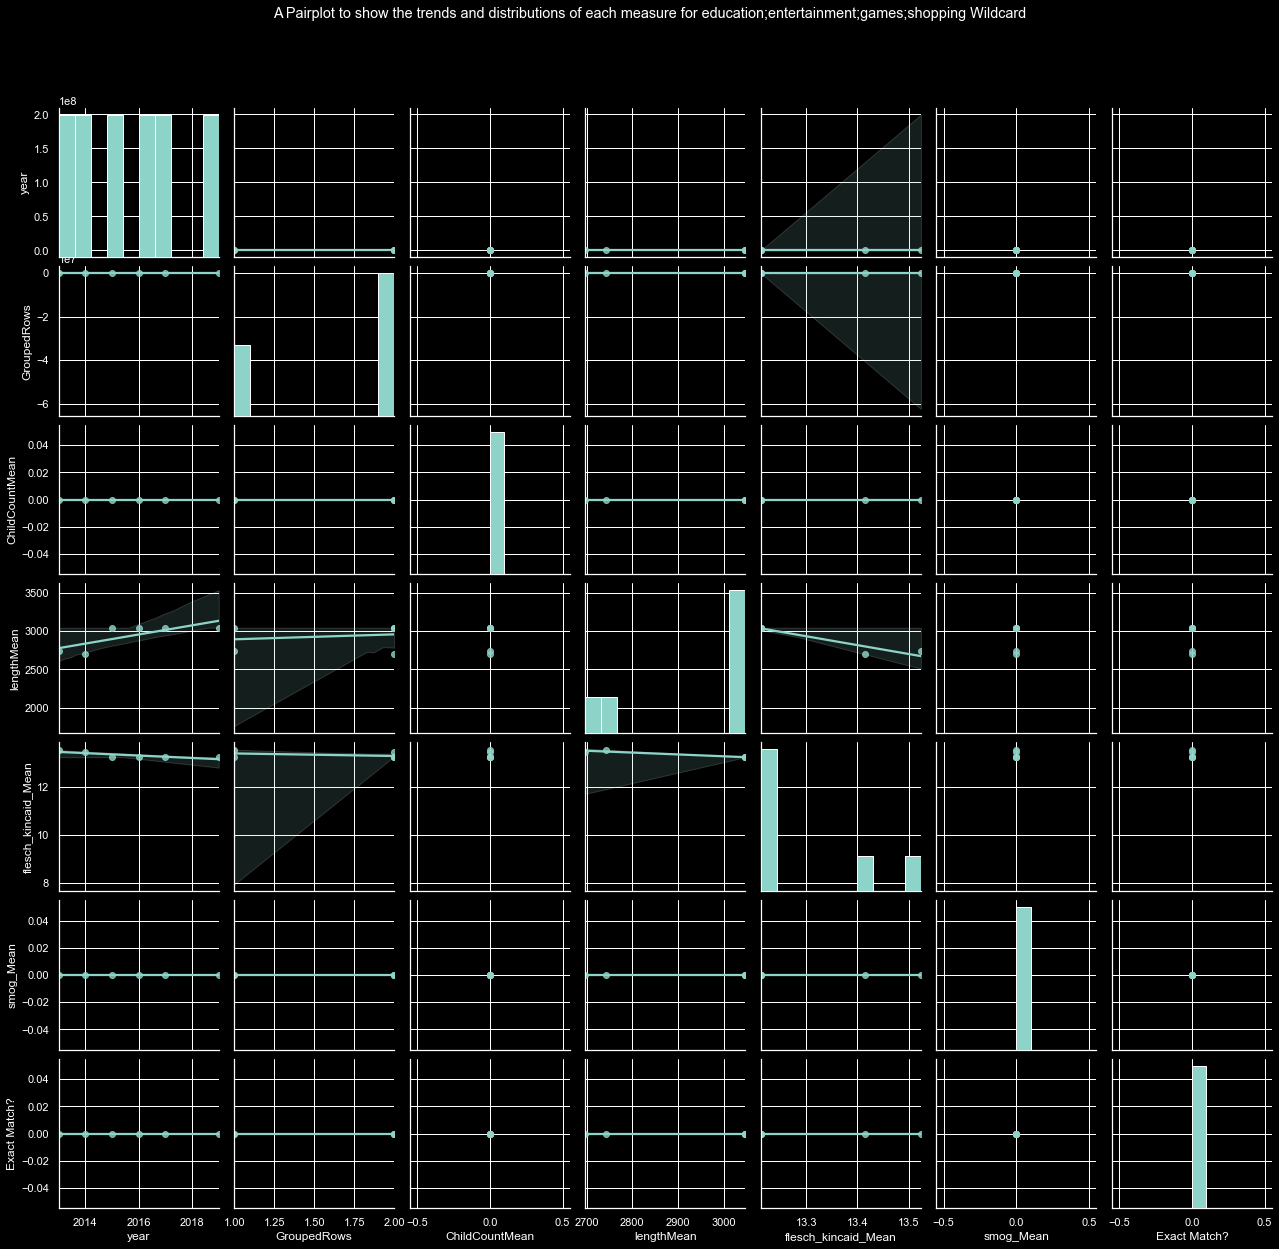 A Pairplot to show the trends and distributions of each measure for education;entertainment;games;shopping Wildcard
1e8
2.0
1.5
1.0
0.5
0.0
year
1e7
0
−2
−4
−6
GroupedRows
0.04
0.02
0.00
−0.02
−0.04
ChildCountMean
3500
3000
2500
2000
lengthMean
12
10
8
flesch_kincaid_Mean
0.04
0.02
0.00
−0.02
−0.04
smog_Mean
0.04
0.02
0.00
−0.02
−0.04
Exact Match?
2014 2016 2018
1.00 1.25 1.50 1.75 2.00
−0.5 0.0 0.5
2700 2800 2900 3000
13.3 13.4 13.5
−0.5 0.0 0.5
−0.5 0.0 0.5
year
GroupedRows
ChildCountMean
lengthMean
flesch_kincaid_Mean
smog_Mean
Exact Match?